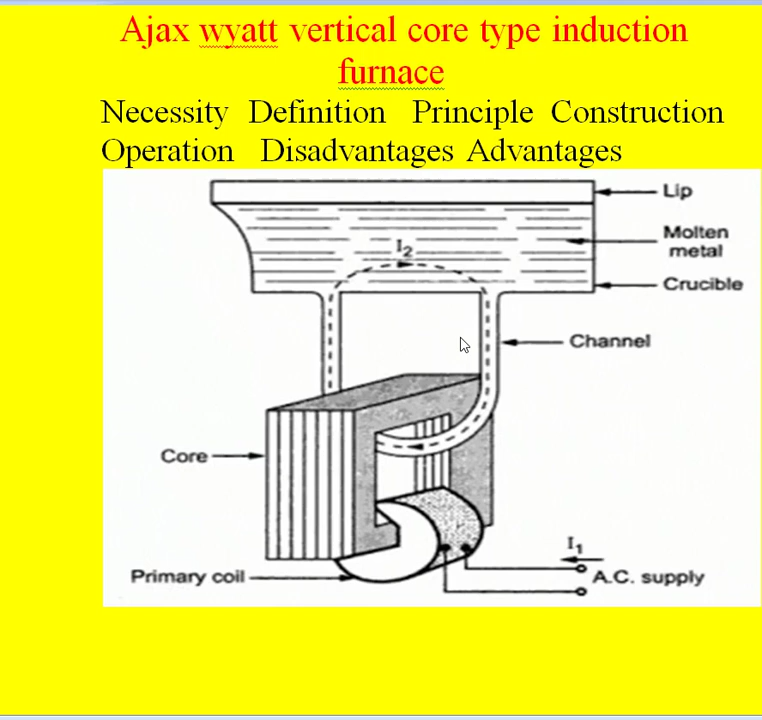 Ajax wyatt vertical core type induction
furnace
Necessity Definition Principle Construction
Operation Disadvantages Advantages
Lip
Molten
metal
I2
Crucible
Channel
Core
I1
Primary coil
A.C. supply